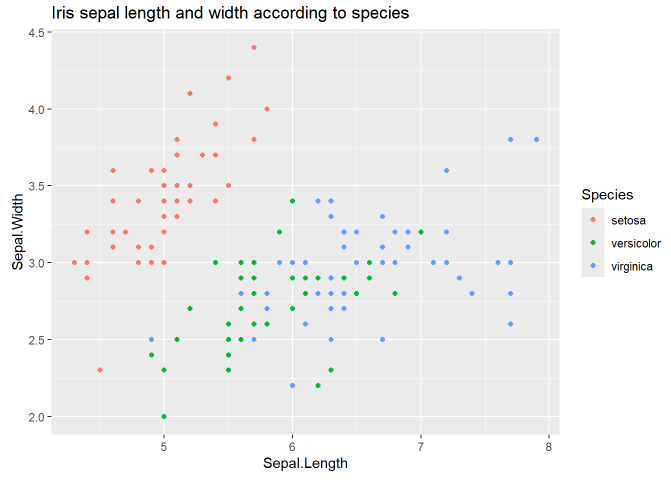 Iris sepal length and width according to species
4.5
4.0
3.5
3.0
2.5
2.0
Sepal.Width
5 6 7 8
Sepal.Length
Species
setosa
versicolor
virginica